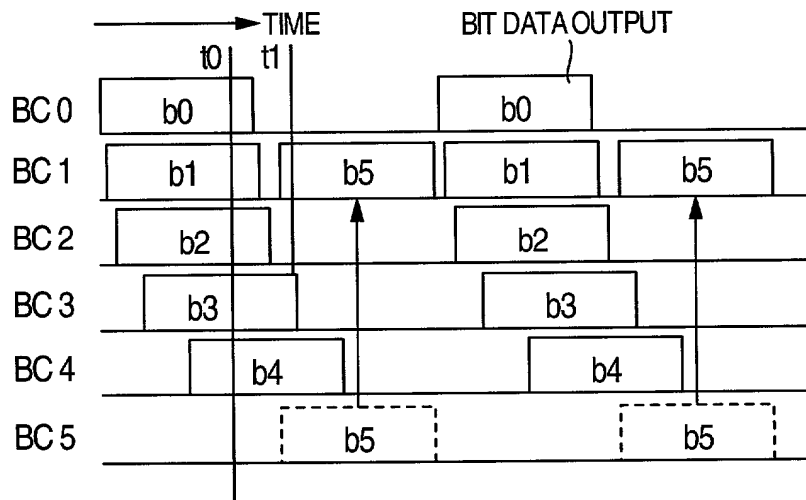 TIME
BIT DATA OUTPUT
t0 t1
BC 0 b0 b0
BC 1 b1 b5 b1 b5
BC 2 b2 b2
BC 3 b3 b3
BC 4 b4 b4
BC 5 b5 b5